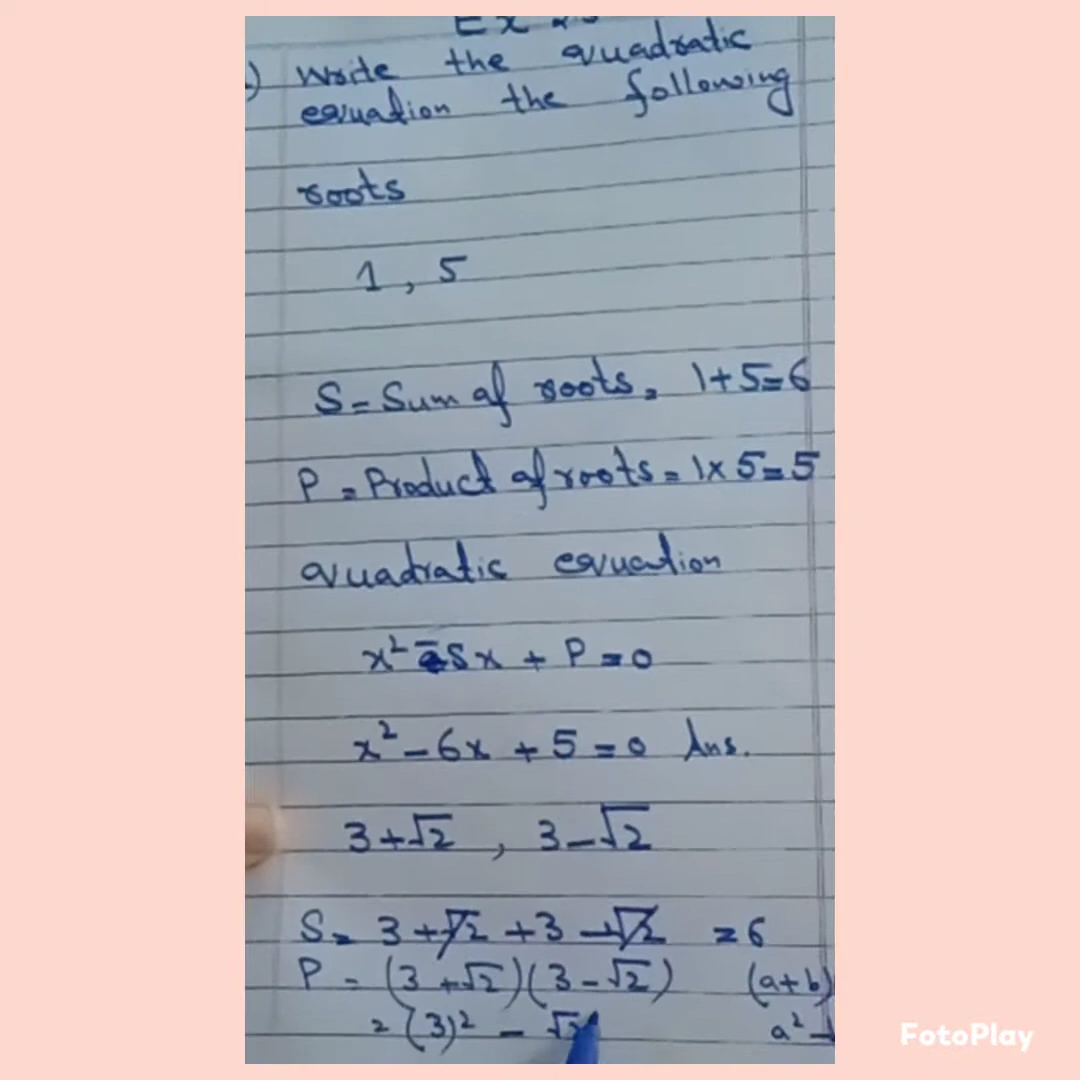 Write the quadratic
equation the following
roots
1, 5
S = Sum of roots = 1+5=6
P = Product of roots = 1×5=5
quadratic equation
x² - Sx + P = 0
x² - 6x + 5 = 0 Ans.
3+√2 , 3-√2
S = 3+√2 +3 -√2 = 6
P = (3+√2)(3-√2) (a+b)
= (3)² - a² -
FotoPlay